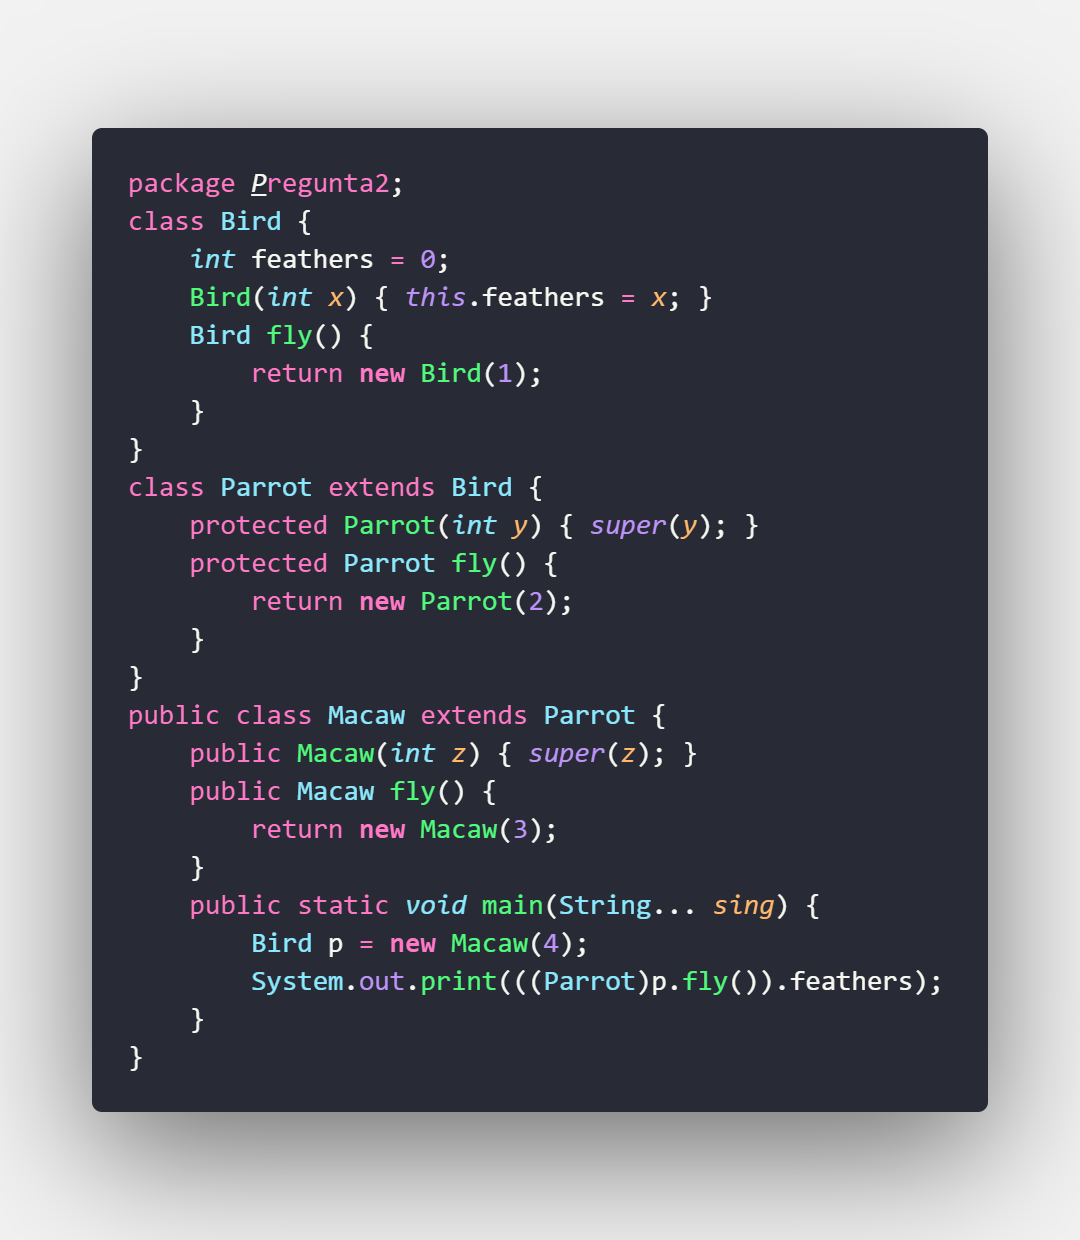 package Pregunta2;
class Bird {
    int feathers = 0;
    Bird(int x) { this.feathers = x; }
    Bird fly() {
        return new Bird(1);
    }
}
class Parrot extends Bird {
    protected Parrot(int y) { super(y); }
    protected Parrot fly() {
        return new Parrot(2);
    }
}
public class Macaw extends Parrot {
    public Macaw(int z) { super(z); }
    public Macaw fly() {
        return new Macaw(3);
    }
    public static void main(String... sing) {
        Bird p = new Macaw(4);
        System.out.print(((Parrot)p.fly()).feathers);
    }
}